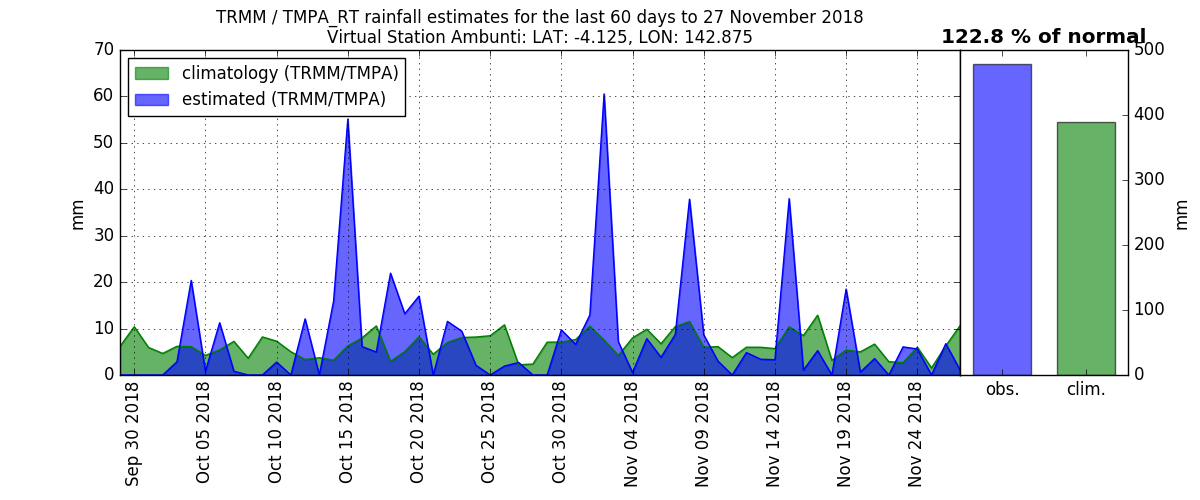 TRMM / TMPA_RT rainfall estimates for the last 60 days to 27 November 2018
Virtual Station Ambunti: LAT: -4.125, LON: 142.875
122.8 % of normal
climatology (TRMM/TMPA)
estimated (TRMM/TMPA)
70
60
50
40
30
20
10
0
mm
Sep 30 2018
Oct 05 2018
Oct 10 2018
Oct 15 2018
Oct 20 2018
Oct 25 2018
Oct 30 2018
Nov 04 2018
Nov 09 2018
Nov 14 2018
Nov 19 2018
Nov 24 2018
obs.
clim.
500
400
300
200
100
0
mm